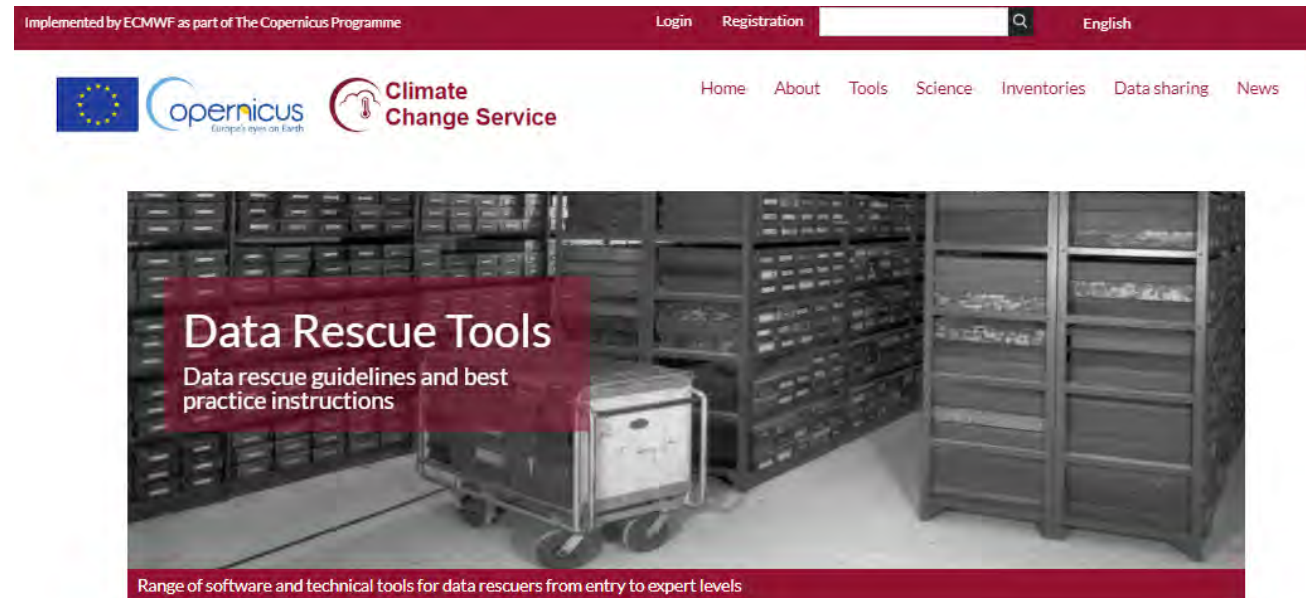 Implemented by ECMWF as part of The Copernicus Programme
Login Registration English
opernicus
Europe's eyes on Earth
Climate
Change Service
Home About Tools Science Inventories Data sharing News
Data Rescue Tools
Data rescue guidelines and best
practice instructions
Range of software and technical tools for data rescuers from entry to expert levels